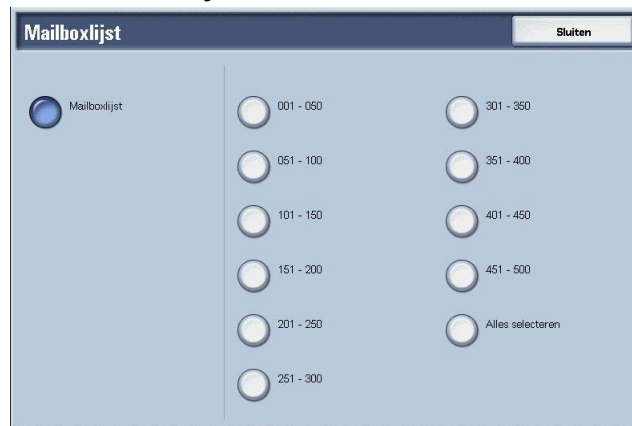 Mailboxlijst
Sluiten
Mailboxlijst
001 - 050
051 - 100
101 - 150
151 - 200
201 - 250
251 - 300
301 - 350
351 - 400
401 - 450
451 - 500
Alles selecteren